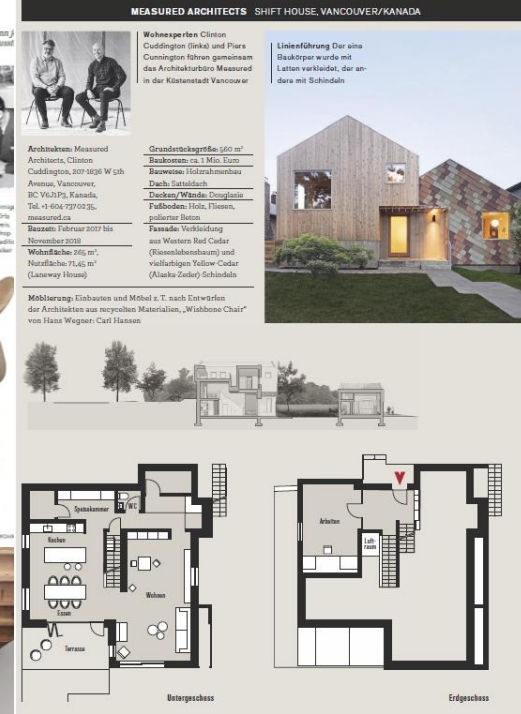 MEASURED ARCHITECTS SHIFT HOUSE, VANCOUVER/KANADA
Wohnexperten Clinton
Cuddington (links) und Piers
Cunnington führen gemeinsam
das Architekturbüro Measured
in der Küstenstadt Vancouver
Linienführung Der eine
Baukörper wurde mit
Latten verkleidet, der an-
dere mit Schindeln
Architekten: Measured
Architects, Clinton
Cuddington, 207-1636 W 5th
Avenue, Vancouver,
BC V6J1P3, Kanada,
Tel. +1-604-737 02 35,
measured.ca
Bauzeit: Februar 2017 bis
November 2018
Wohnfläche: 265 m²,
Nutzfläche: 71,45 m²
(Laneway House)
Grundstücksgröße: 560 m²
Baukosten: ca. 1 Mio. Euro
Bauweise: Holzrahmenbau
Dach: Satteldach
Decken/Wände: Douglasie
Fußboden: Holz, Fliesen,
polierter Beton
Fassade: Verkleidung
aus Western Red Cedar
(Rieseslebensbaum) und
vielfarbigen Yellow-Cedar
(Alaska-Zeder)-Schindeln
Möblierung: Einbauten und Möbel z. T. nach Entwürfen
der Architekten aus recycelten Materialien, „Wishbone Chair"
von Hans Wegner: Carl Hansen
Speisekammer
WC
Kochen
Wohnen
Essen
Terrasse
Untergeschoss
Arbeiten
Luft-
raum
Erdgeschoss